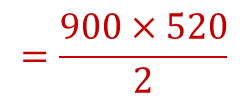 = 900 × 520 / 2